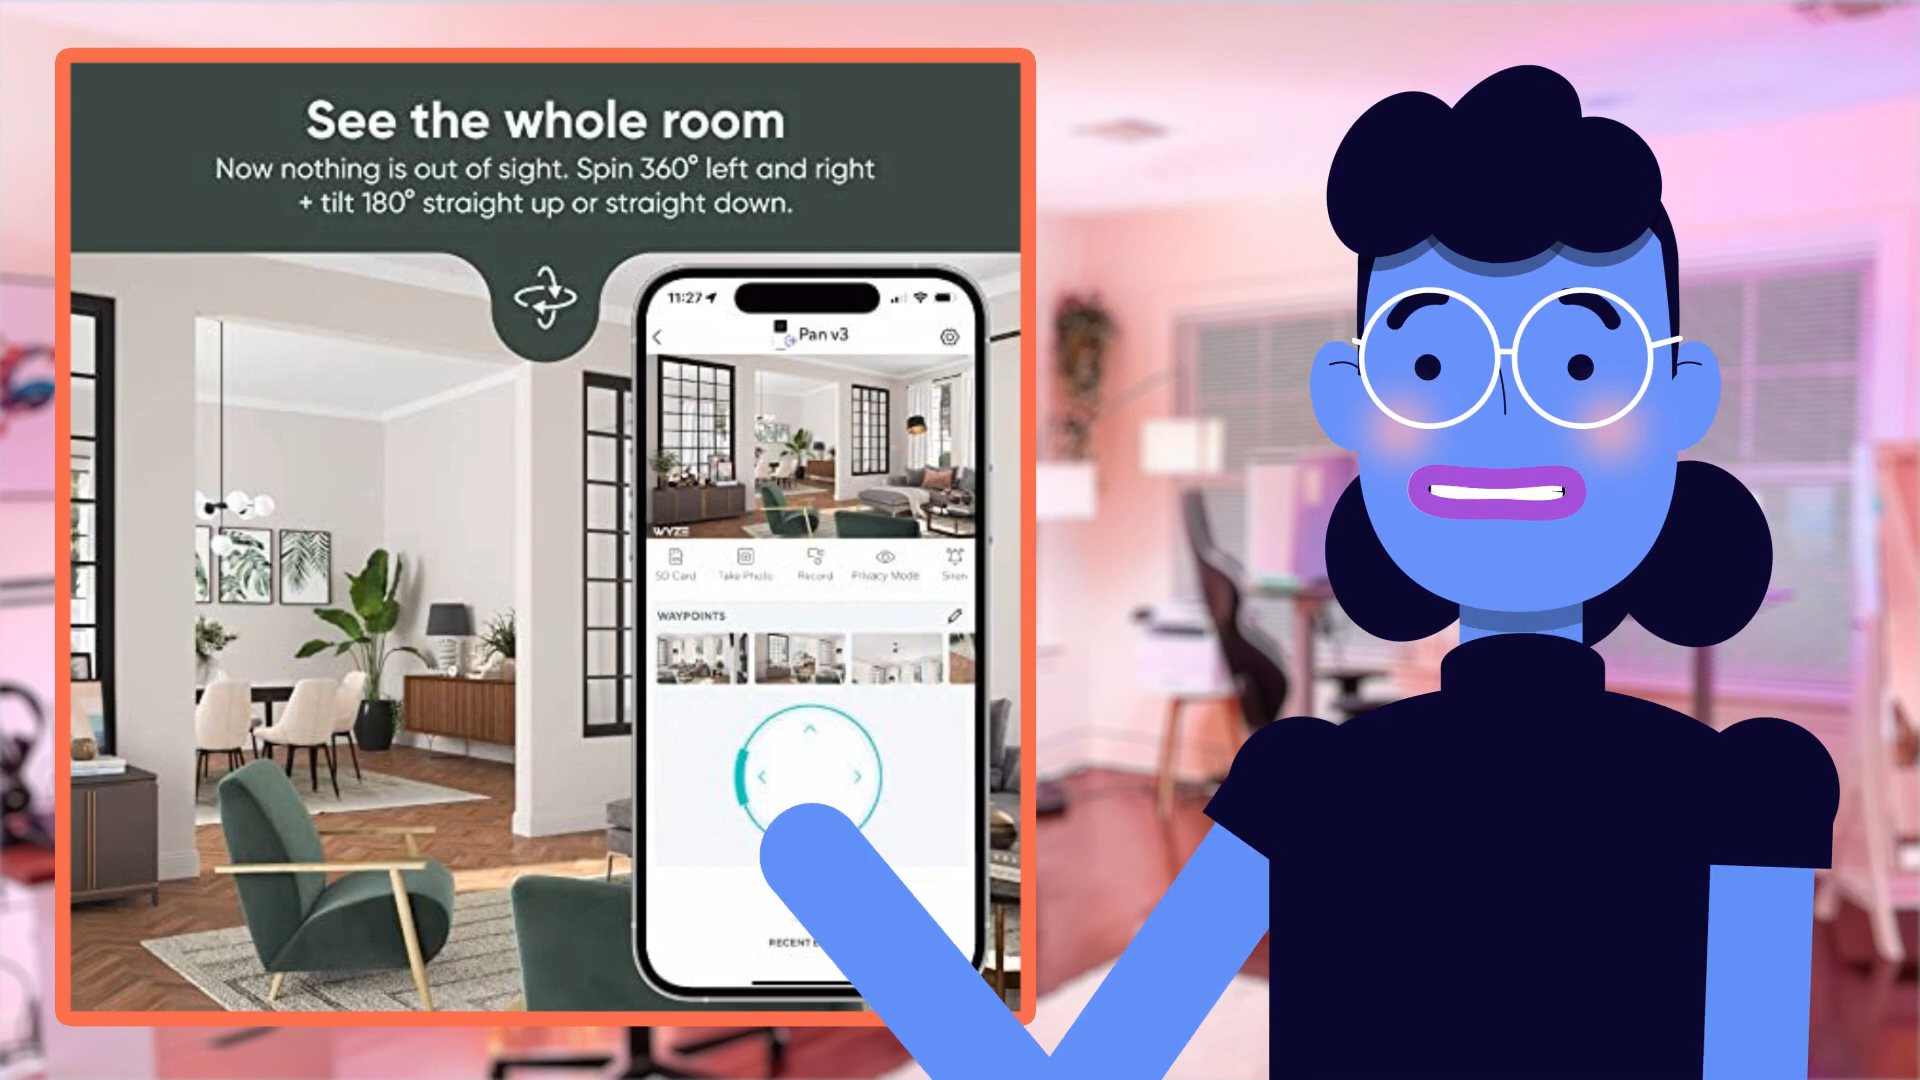 See the whole room
Now nothing is out of sight. Spin 360° left and right
+ tilt 180° straight up or straight down.
11:27
Pan v3
WYZE
SD Card Take Photo Record Privacy Mode Siren
WAYPOINTS
RECENT